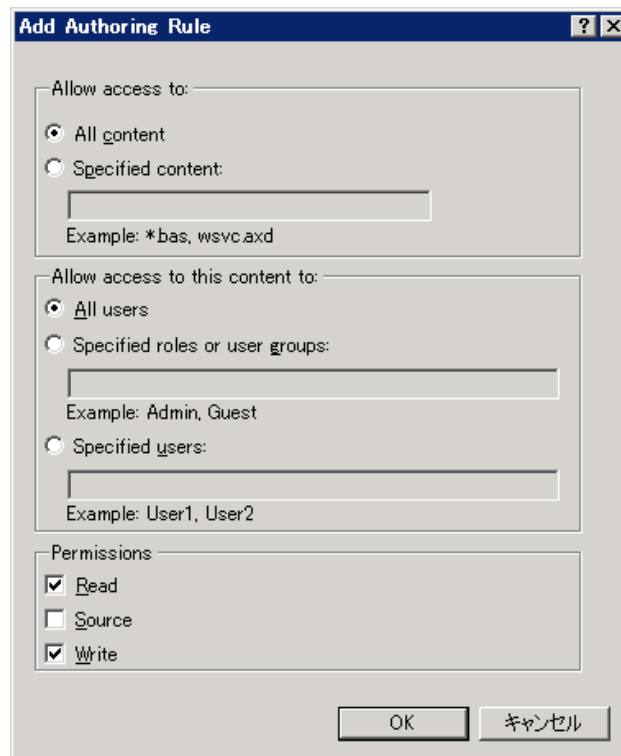 Add Authoring Rule
Allow access to:
All content
Specified content:
Example: *.bas, wsvc.axd
Allow access to this content to:
All users
Specified roles or user groups:
Example: Admin, Guest
Specified users:
Example: User1, User2
Permissions
Read
Source
Write
OK キャンセル